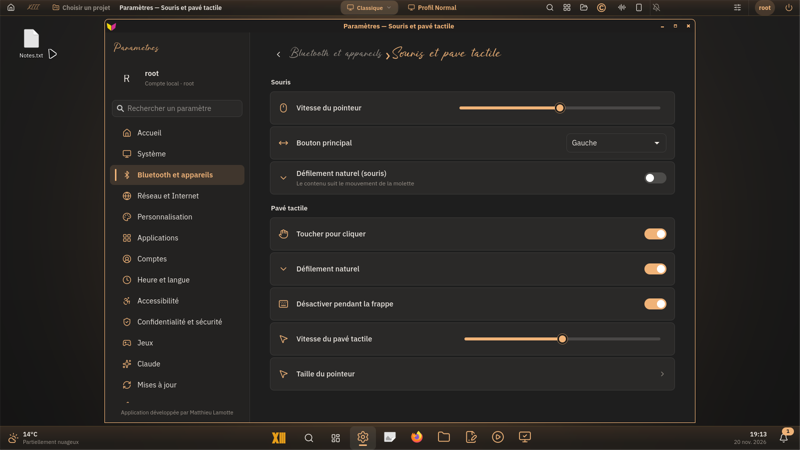 Choisir un projet
Paramètres — Souris et pavé tactile
Classique
Profil Normal
root
Notes.txt
Paramètres — Souris et pavé tactile
Paramètres
R
root
Compte local · root
Rechercher un paramètre
Accueil
Système
Bluetooth et appareils
Réseau et Internet
Personnalisation
Applications
Comptes
Heure et langue
Accessibilité
Confidentialité et sécurité
Jeux
Claude
Mises à jour
Application développée par Matthieu Lamotte
Bluetooth et appareils › Souris et pavé tactile
Souris
Vitesse du pointeur
Bouton principal
Gauche
Défilement naturel (souris)
Le contenu suit le mouvement de la molette
Pavé tactile
Toucher pour cliquer
Défilement naturel
Désactiver pendant la frappe
Vitesse du pavé tactile
Taille du pointeur
14°C
Partiellement nuageux
XIII
19:13
20 nov. 2026
1